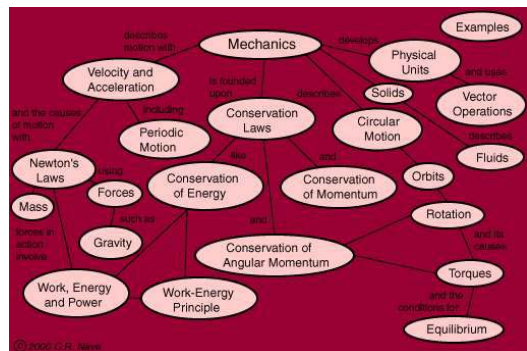 Examples
describes
motion with
Mechanics
develops
Physical
Units
Velocity and
Acceleration
is founded
upon
describes
Solids
and uses
Vector
Operations
and the causes
of motion
with
including
Periodic
Motion
Conservation
Laws
Circular
Motion
describes
Fluids
Newton's
Laws
using
Forces
like
Conservation
of Energy
and
Conservation
of Momentum
Orbits
Mass
such as
Gravity
forces in
action
involve
and
Rotation
and its
causes
Conservation of
Angular Momentum
Torques
Work, Energy
and Power
Work-Energy
Principle
and the
conditions for
Equilibrium
© 2000 C.R. Nave